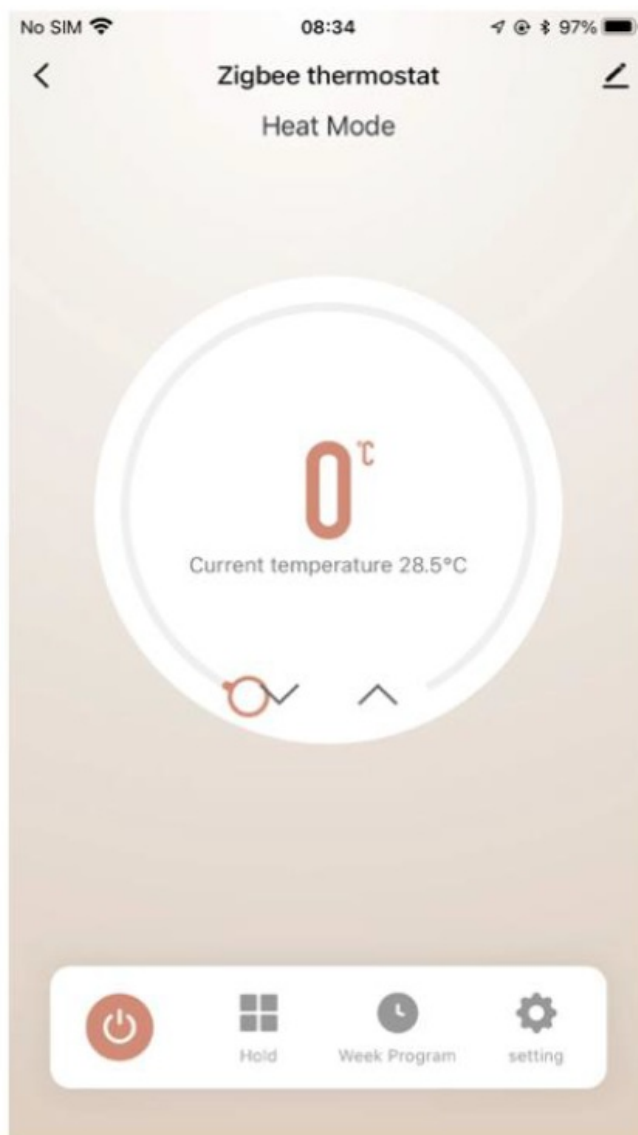 No SIM 08:34 97%
Zigbee thermostat
Heat Mode
0°C
Current temperature 28.5°C
Hold Week Program setting